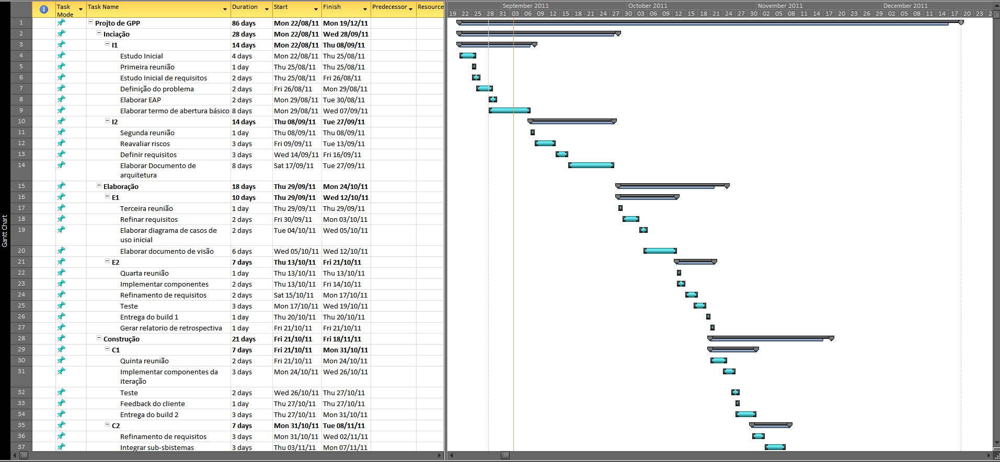 Task Mode Task Name Duration Start Finish Predecessor Resource
September 2011 October 2011 November 2011 December 2011
19 22 25 28 31 03 06 09 12 15 18 21 24 27 30 03 06 09 12 15 18 21 24 27 30 02 05 08 11 14 17 20 23 26 29 02 05 08 11 14 17 20 23
1 Projto de GPP 86 days Mon 22/08/11 Mon 19/12/11
2 Inciação 28 days Mon 22/08/11 Wed 28/09/11
3 I1 14 days Mon 22/08/11 Thu 08/09/11
4 Estudo Inicial 4 days Mon 22/08/11 Thu 25/08/11
5 Primeira reunião 1 day Thu 25/08/11 Thu 25/08/11
6 Estudo Inicial de requisitos 2 days Thu 25/08/11 Fri 26/08/11
7 Definição do problema 2 days Fri 26/08/11 Mon 29/08/11
8 Elaborar EAP 2 days Mon 29/08/11 Tue 30/08/11
9 Elaborar termo de abertura básico 8 days Mon 29/08/11 Wed 07/09/11
10 I2 14 days Thu 08/09/11 Tue 27/09/11
11 Segunda reunião 1 day Thu 08/09/11 Thu 08/09/11
12 Reavaliar riscos 3 days Fri 09/09/11 Tue 13/09/11
13 Definir requisitos 3 days Wed 14/09/11 Fri 16/09/11
14 Elaborar Documento de 8 days Sat 17/09/11 Tue 27/09/11
arquitetura
15 Elaboração 18 days Thu 29/09/11 Mon 24/10/11
16 E1 10 days Thu 29/09/11 Wed 12/10/11
17 Terceira reunião 1 day Thu 29/09/11 Thu 29/09/11
18 Refinar requisitos 2 days Fri 30/09/11 Mon 03/10/11
19 Elaborar diagrama de casos de 2 days Tue 04/10/11 Wed 05/10/11
uso inicial
20 Elaborar documento de visão 6 days Wed 05/10/11 Wed 12/10/11
21 E2 7 days Thu 13/10/11 Fri 21/10/11
22 Quarta reunião 1 day Thu 13/10/11 Thu 13/10/11
23 Implementar componentes 2 days Thu 13/10/11 Fri 14/10/11
24 Refinamento de requisitos 2 days Sat 15/10/11 Mon 17/10/11
25 Teste 3 days Mon 17/10/11 Wed 19/10/11
26 Entrega do build 1 1 day Thu 20/10/11 Thu 20/10/11
27 Gerar relatorio de retrospectiva 1 day Fri 21/10/11 Fri 21/10/11
28 Construção 21 days Fri 21/10/11 Fri 18/11/11
29 C1 7 days Fri 21/10/11 Mon 31/10/11
30 Quinta reunião 2 days Fri 21/10/11 Mon 24/10/11
31 Implementar componentes da 3 days Mon 24/10/11 Wed 26/10/11
iteração
32 Teste 2 days Wed 26/10/11 Thu 27/10/11
33 Feedback do cliente 1 day Thu 27/10/11 Thu 27/10/11
34 Entrega do build 2 3 days Thu 27/10/11 Mon 31/10/11
35 C2 7 days Mon 31/10/11 Tue 08/11/11
36 Refinamento de requisitos 3 days Mon 31/10/11 Wed 02/11/11
37 Integrar sub-sbistemas 3 days Thu 03/11/11 Mon 07/11/11
Gantt Chart